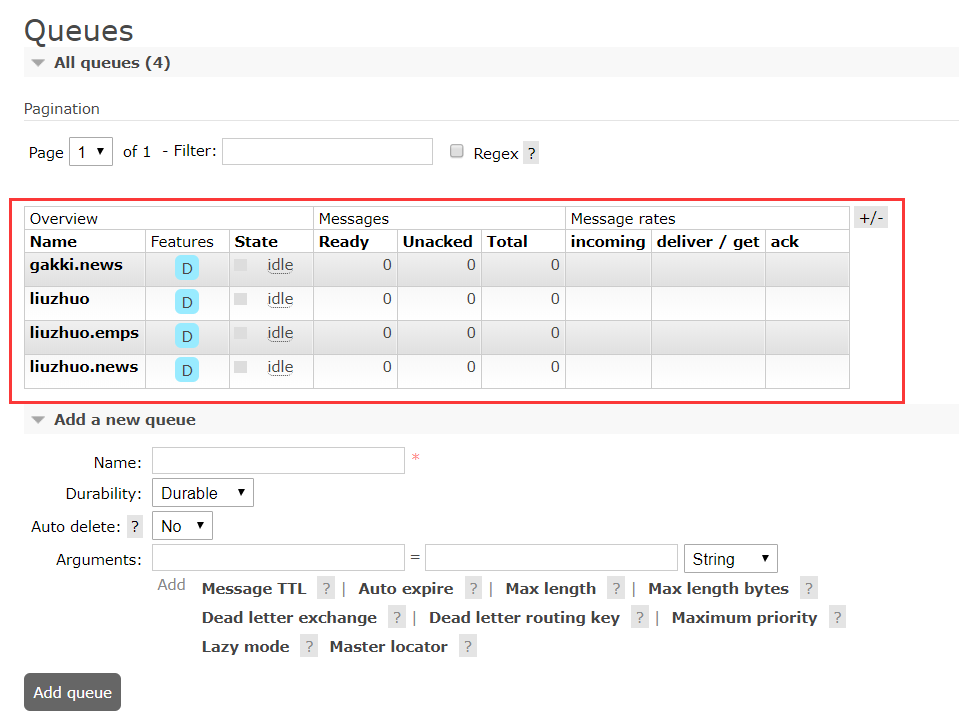 Queues
All queues (4)
Pagination
Page 1 of 1 - Filter: Regex ?
Overview Messages Message rates +/-
Name Features State Ready Unacked Total incoming deliver / get ack
gakki.news D idle 0 0 0
liuzhuo D idle 0 0 0
liuzhuo.emps D idle 0 0 0
liuzhuo.news D idle 0 0 0
Add a new queue
Name: *
Durability: Durable
Auto delete: ? No
Arguments: = String
Add Message TTL ? | Auto expire ? | Max length ? | Max length bytes ?
Dead letter exchange ? | Dead letter routing key ? | Maximum priority ?
Lazy mode ? Master locator ?
Add queue